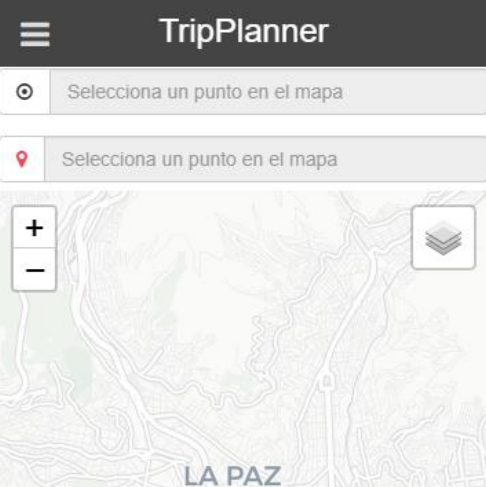 TripPlanner
Selecciona un punto en el mapa
Selecciona un punto en el mapa
+
−
LA PAZ